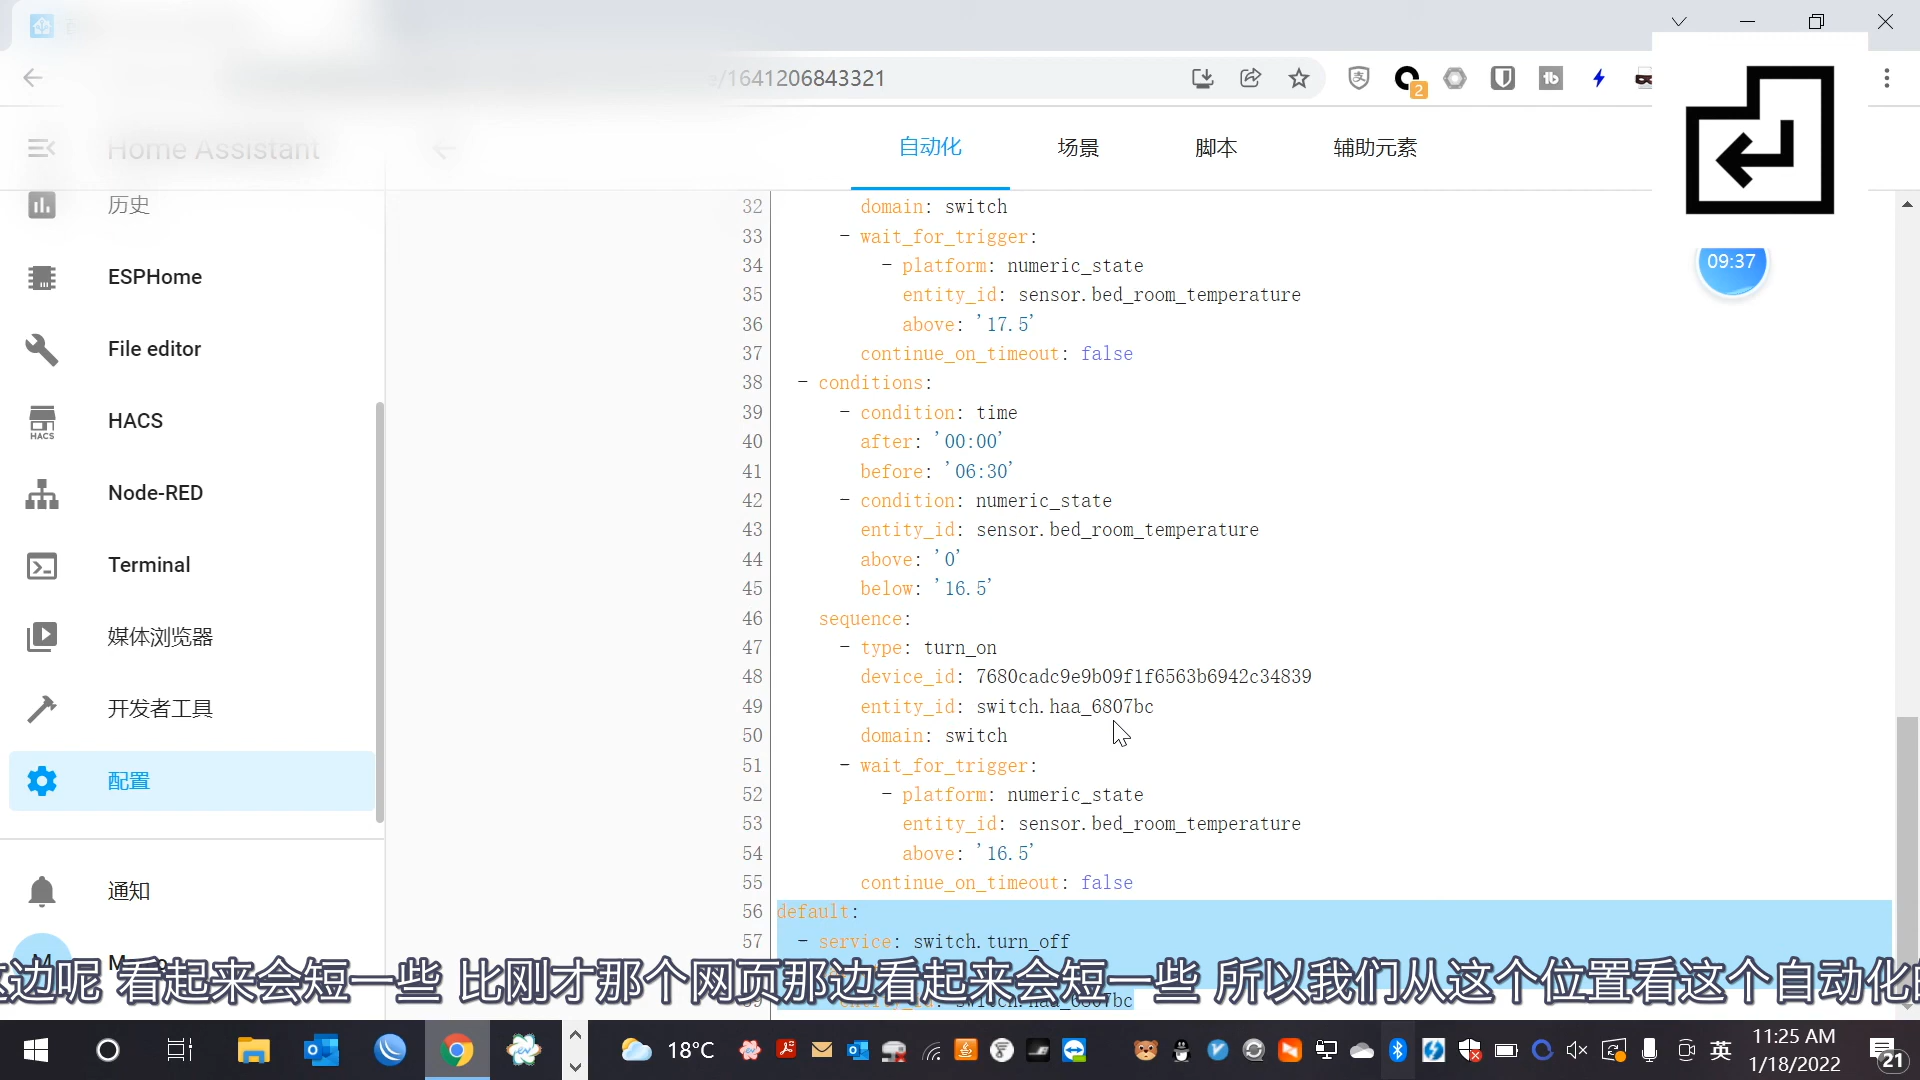 /1641206843321
2
Home Assistant
自动化
场景
脚本
辅助元素
09:37
历史
ESPHome
File editor
HACS
HACS
Node-RED
Terminal
媒体浏览器
开发者工具
配置
通知
32 domain: switch
33 - wait_for_trigger:
34 - platform: numeric_state
35 entity_id: sensor.bed_room_temperature
36 above: '17.5'
37 continue_on_timeout: false
38 - conditions:
39 - condition: time
40 after: '00:00'
41 before: '06:30'
42 - condition: numeric_state
43 entity_id: sensor.bed_room_temperature
44 above: '0'
45 below: '16.5'
46 sequence:
47 - type: turn_on
48 device_id: 7680cadc9e9b09f1f6563b6942c34839
49 entity_id: switch.haa_6807bc
50 domain: switch
51 - wait_for_trigger:
52 - platform: numeric_state
53 entity_id: sensor.bed_room_temperature
54 above: '16.5'
55 continue_on_timeout: false
56 default:
57 - service: switch.turn_off
边呢 看起来会短一些 比刚才那个网页那边看起来会短一些 所以我们从这个位置看这个自动化
18°C
英
11:25 AM
1/18/2022
21